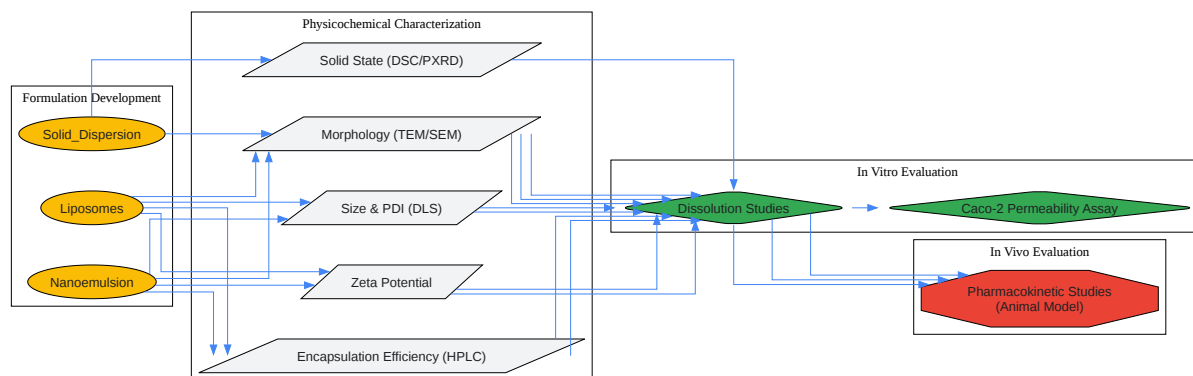 Physicochemical Characterization
Solid State (DSC/PXRD)
Formulation Development
Solid_Dispersion
Morphology (TEM/SEM)
In Vitro Evaluation
Liposomes
Size & PDI (DLS)
Dissolution Studies
Caco-2 Permeability Assay
In Vivo Evaluation
Nanoemulsion
Zeta Potential
Pharmacokinetic Studies
(Animal Model)
Encapsulation Efficiency (HPLC)